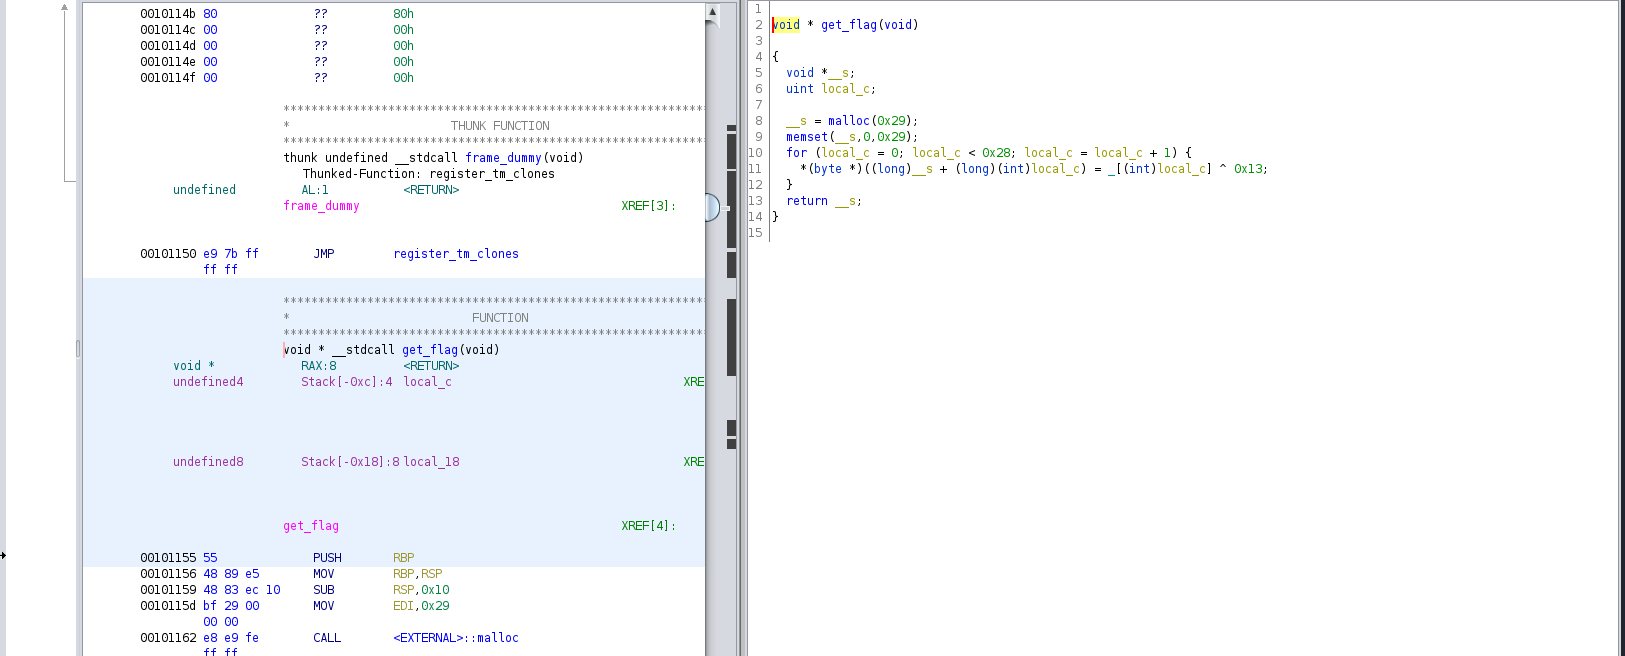 0010114b 80 ?? 80h
0010114c 00 ?? 00h
0010114d 00 ?? 00h
0010114e 00 ?? 00h
0010114f 00 ?? 00h
************************************************************
* THUNK FUNCTION
************************************************************
thunk undefined __stdcall frame_dummy(void)
Thunked-Function: register_tm_clones
undefined AL:1 <RETURN>
frame_dummy XREF[3]:
00101150 e9 7b ff JMP register_tm_clones
ff ff
************************************************************
* FUNCTION
************************************************************
void * __stdcall get_flag(void)
void * RAX:8 <RETURN>
undefined4 Stack[-0xc]:4 local_c XRE
undefined8 Stack[-0x18]:8 local_18 XRE
get_flag XREF[4]:
00101155 55 PUSH RBP
00101156 48 89 e5 MOV RBP,RSP
00101159 48 83 ec 10 SUB RSP,0x10
0010115d bf 29 00 MOV EDI,0x29
00 00
00101162 e8 e9 fe CALL <EXTERNAL>::malloc
ff ff
1
2 void * get_flag(void)
3
4 {
5 void *__s;
6 uint local_c;
7
8 __s = malloc(0x29);
9 memset(__s,0,0x29);
10 for (local_c = 0; local_c < 0x28; local_c = local_c + 1) {
11 *(byte *)((long)__s + (long)(int)local_c) = _[(int)local_c] ^ 0x13;
12 }
13 return __s;
14 }
15